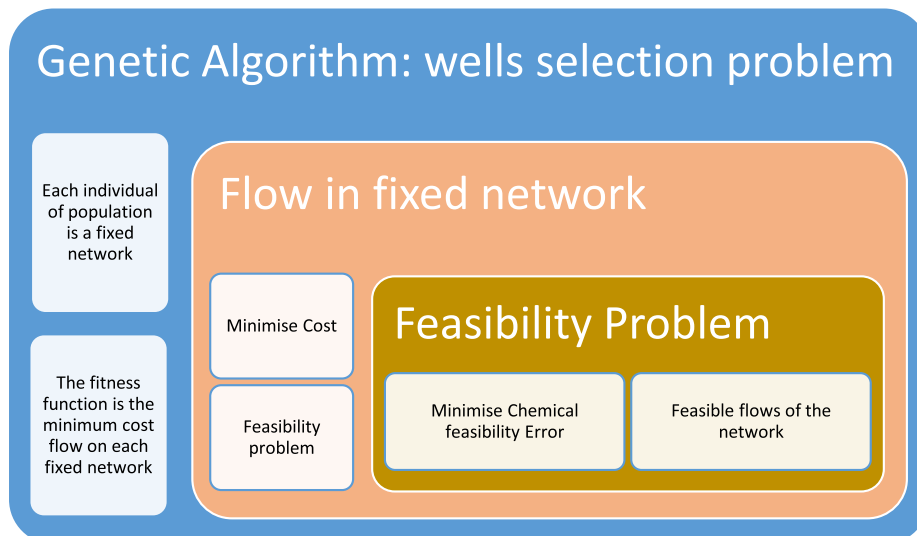 Genetic Algorithm: wells selection problem
Each individual
of population
is a fixed
network
The fitness
function is the
minimum cost
flow on each
fixed network
Flow in fixed network
Minimise Cost
Feasibility
problem
Feasibility Problem
Minimise Chemical
feasibility Error
Feasible flows of the
network